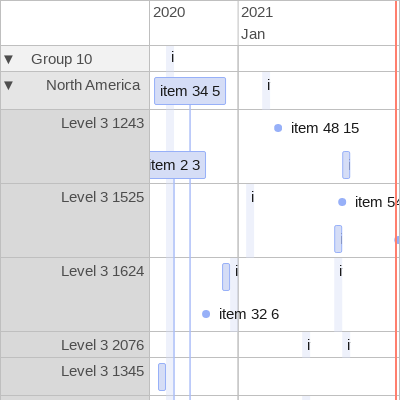 2020 2021
Jan
▼ Group 10 i
▼ North America item 34 5 i
Level 3 1243 item 48 15
item 2 3
Level 3 1525 i item 54
Level 3 1624 i i
item 32 6
Level 3 2076 i i
Level 3 1345